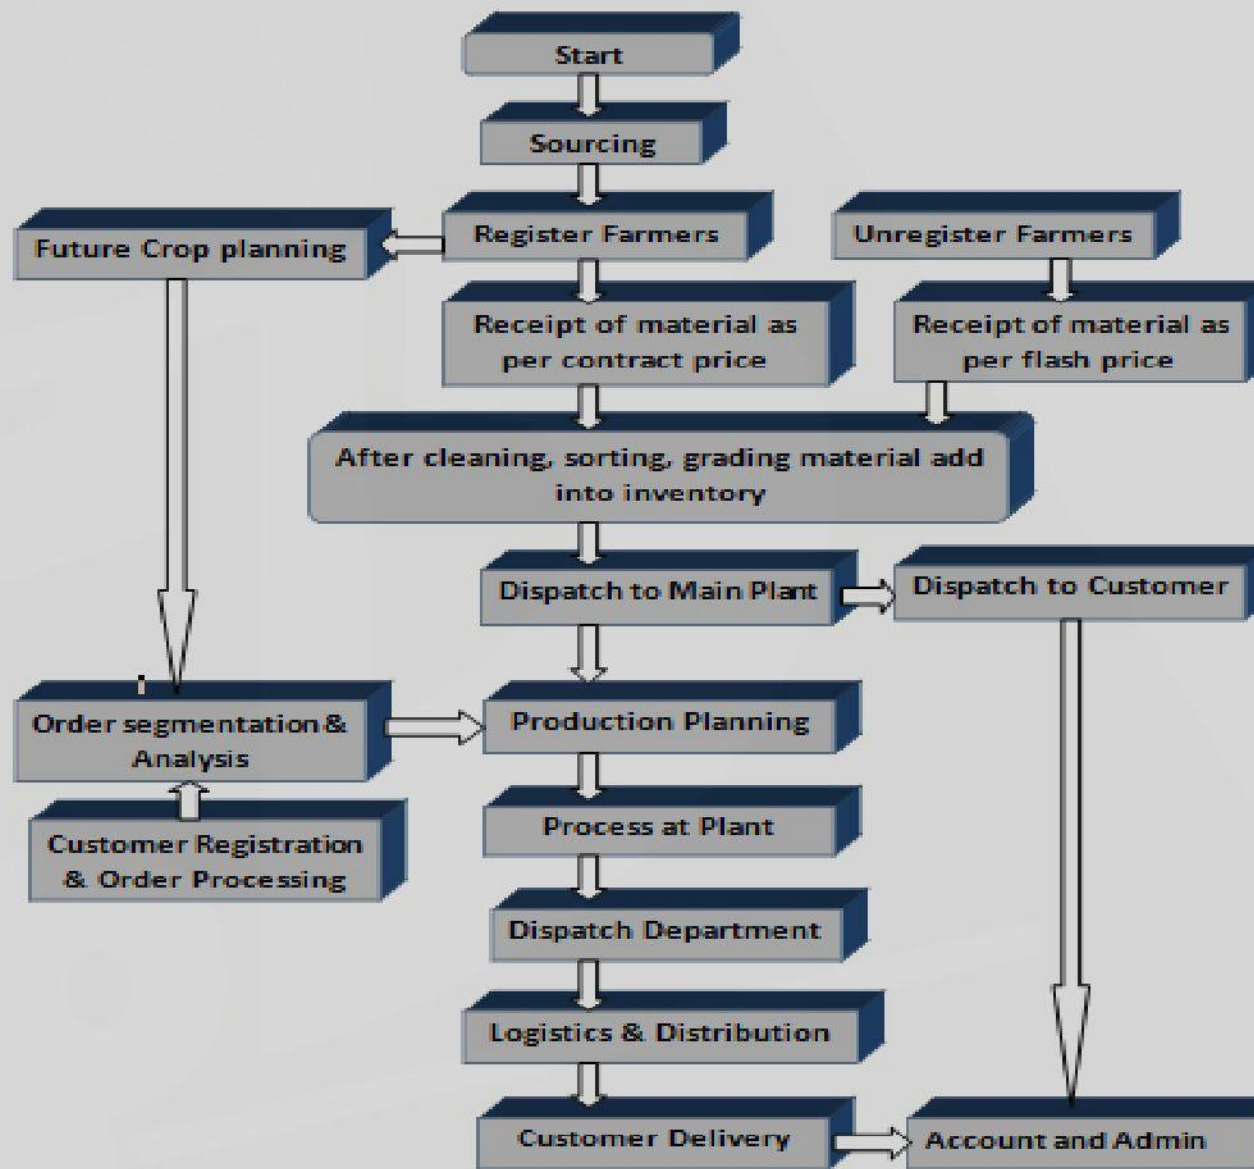 Start
Sourcing
Register Farmers
Unregister Farmers
Future Crop planning
Receipt of material as
per contract price
Receipt of material as
per flash price
After cleaning, sorting, grading material add
into inventory
Dispatch to Main Plant
Dispatch to Customer
Order segmentation &
Analysis
Production Planning
Customer Registration
& Order Processing
Process at Plant
Dispatch Department
Logistics & Distribution
Customer Delivery
Account and Admin